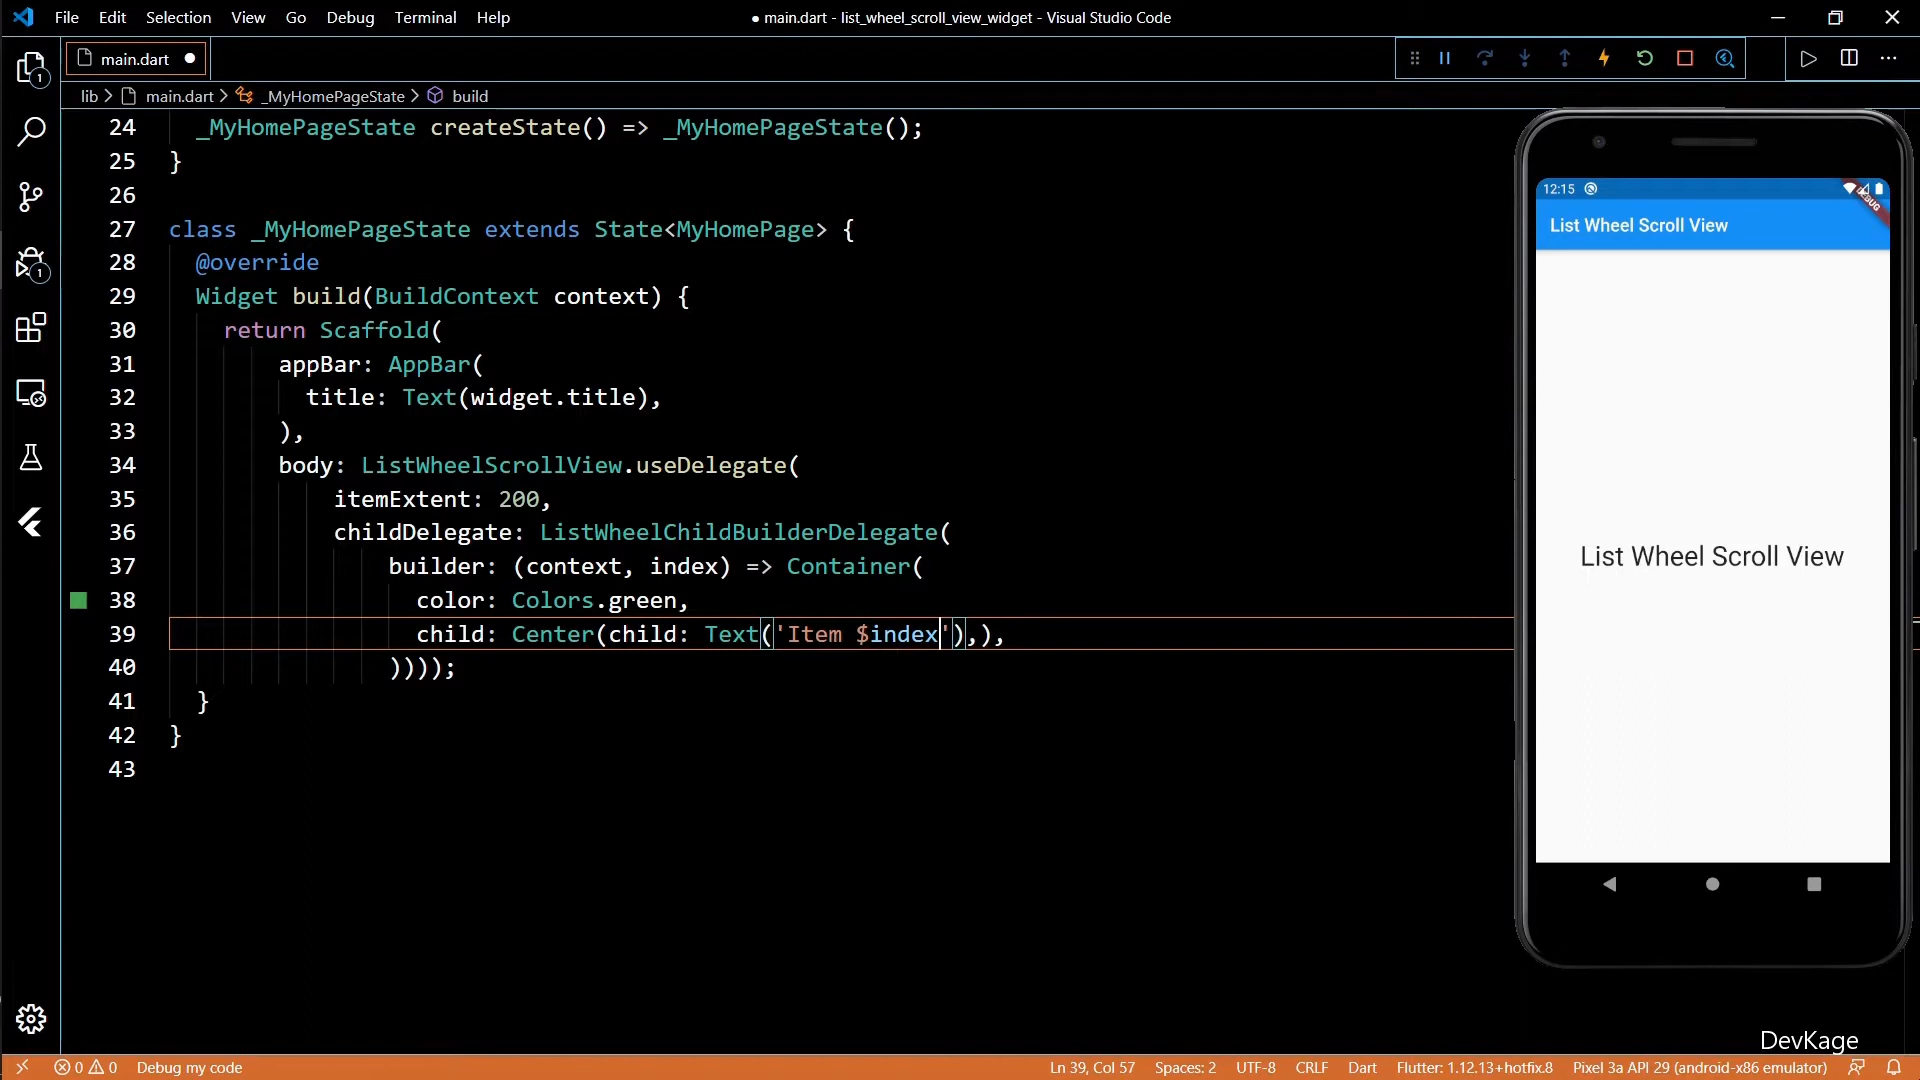 File Edit Selection View Go Debug Terminal Help
● main.dart - list_wheel_scroll_view_widget - Visual Studio Code
main.dart ●
lib > main.dart > _MyHomePageState > build
24 _MyHomePageState createState() => _MyHomePageState();
25 }
26
27 class _MyHomePageState extends State<MyHomePage> {
28 @override
29 Widget build(BuildContext context) {
30 return Scaffold(
31 appBar: AppBar(
32 title: Text(widget.title),
33 ),
34 body: ListWheelScrollView.useDelegate(
35 itemExtent: 200,
36 childDelegate: ListWheelChildBuilderDelegate(
37 builder: (context, index) => Container(
38 color: Colors.green,
39 child: Center(child: Text('Item $index'),),
40 ))));
41 }
42 }
43
1
1
12:15
DEBUG
List Wheel Scroll View
List Wheel Scroll View
DevKage
0 0 Debug my code
Ln 39, Col 57 Spaces: 2 UTF-8 CRLF Dart Flutter: 1.12.13+hotfix.8 Pixel 3a API 29 (android-x86 emulator)